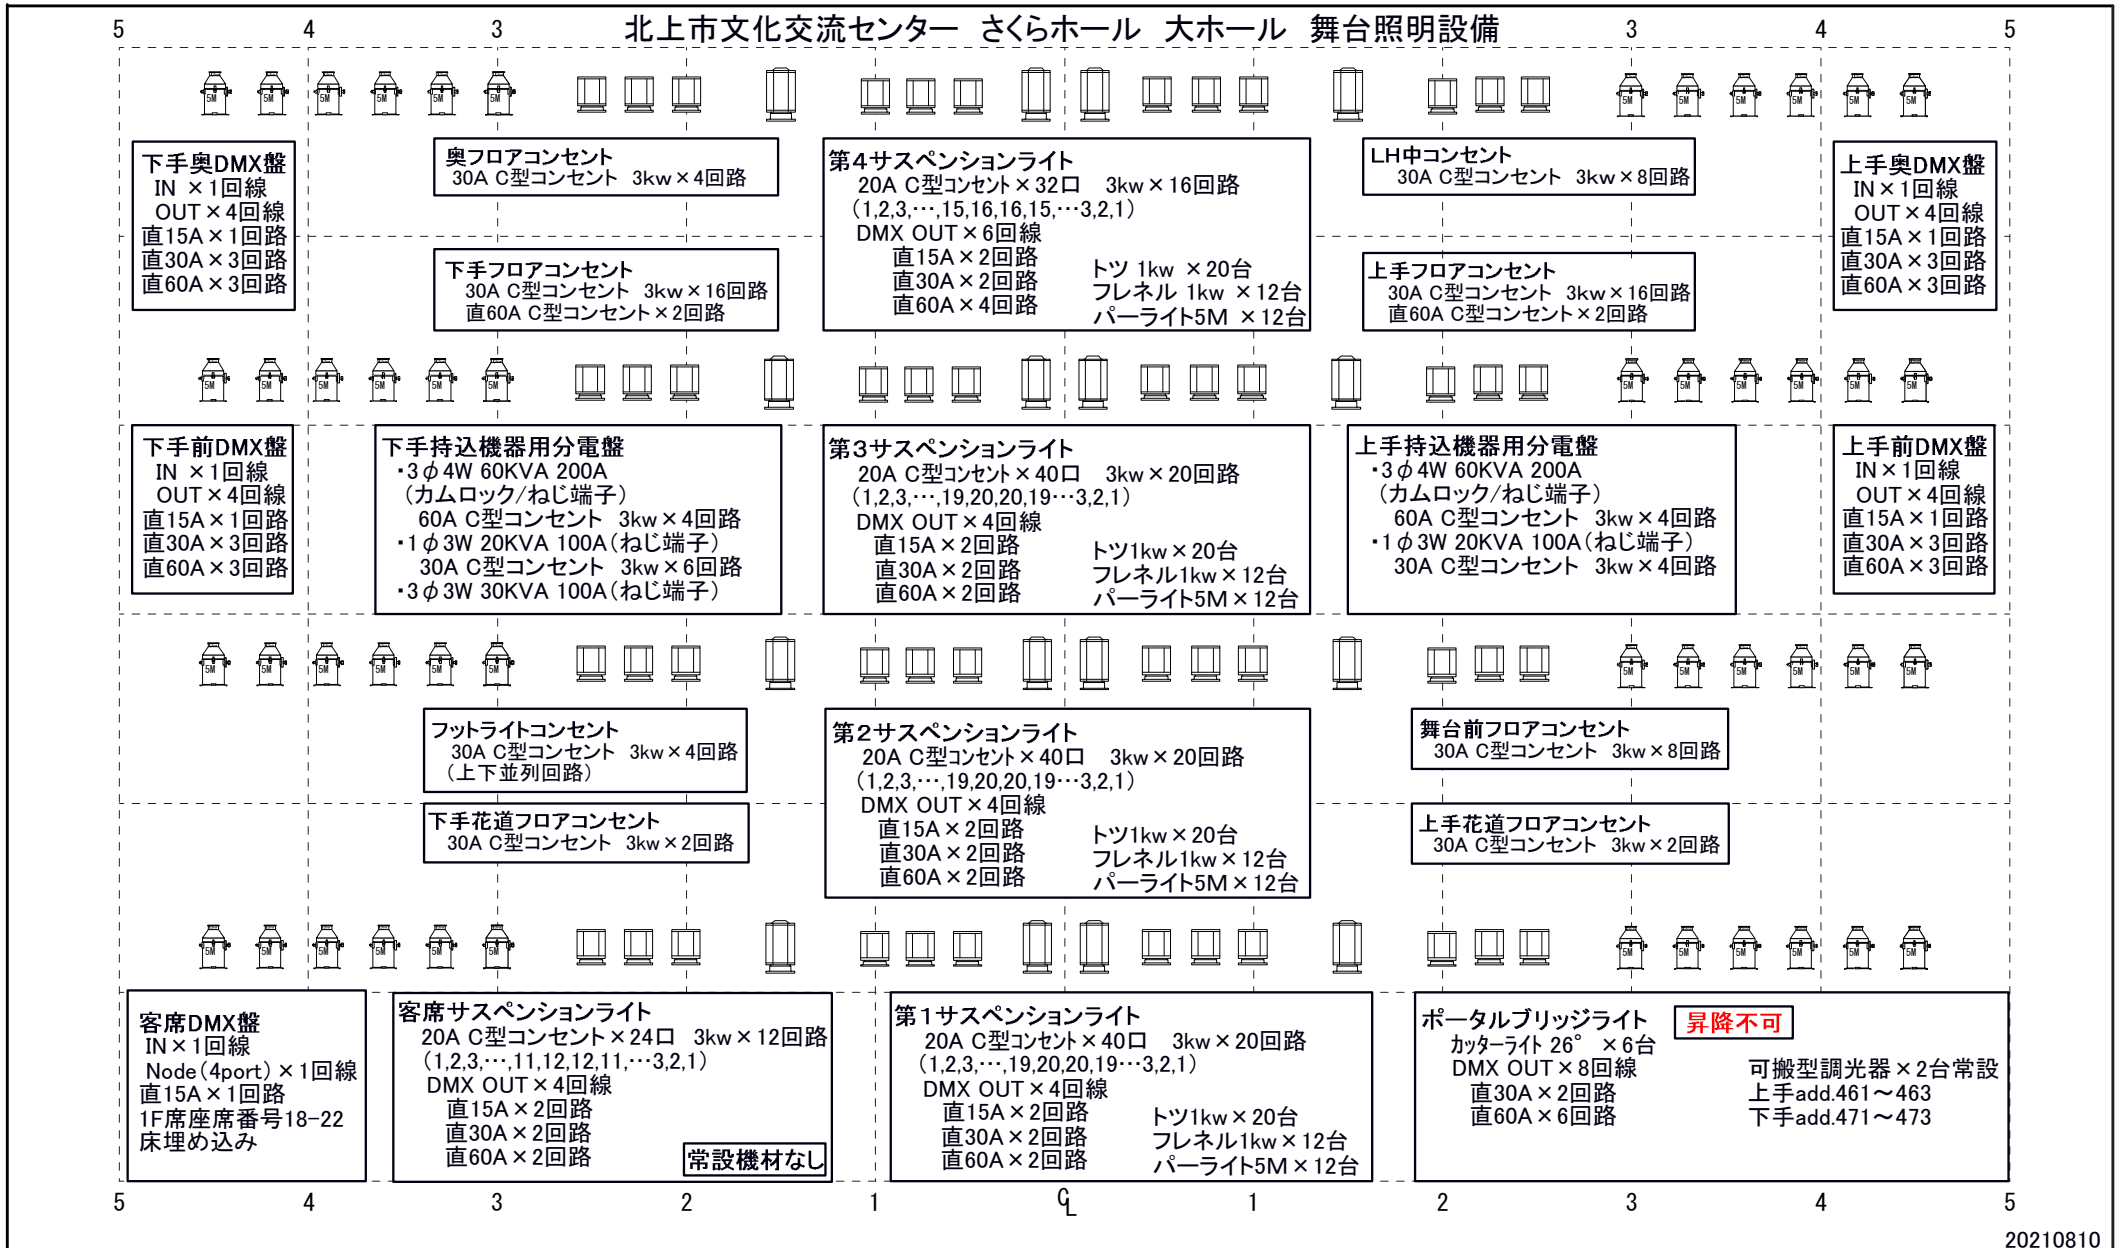 北上市文化交流センター さくらホール 大ホール 舞台照明設備
5 4 3 3 4 5
5M 5M 5M 5M 5M 5M 5M 5M 5M 5M 5M 5M
下手奥DMX盤
IN ×1回線
OUT×4回線
直15A×1回路
直30A×3回路
直60A×3回路
奥フロアコンセント
30A C型コンセント 3kw×4回路
下手フロアコンセント
30A C型コンセント 3kw×16回路
直60A C型コンセント×2回路
第4サスペンションライト
20A C型コンセント×32口 3kw×16回路
(1,2,3,…,15,16,16,15,…3,2,1)
DMX OUT×6回線
直15A×2回路
直30A×2回路
直60A×4回路
トツ 1kw ×20台
フレネル 1kw ×12台
パーライト5M ×12台
LH中コンセント
30A C型コンセント 3kw×8回路
上手フロアコンセント
30A C型コンセント 3kw×16回路
直60A C型コンセント×2回路
上手奥DMX盤
IN×1回線
OUT×4回線
直15A×1回路
直30A×3回路
直60A×3回路
5M 5M 5M 5M 5M 5M 5M 5M 5M 5M 5M 5M
下手前DMX盤
IN ×1回線
OUT×4回線
直15A×1回路
直30A×3回路
直60A×3回路
下手持込機器用分電盤
・3φ4W 60KVA 200A
(カムロック/ねじ端子)
60A C型コンセント 3kw×4回路
・1φ3W 20KVA 100A(ねじ端子)
30A C型コンセント 3kw×6回路
・3φ3W 30KVA 100A(ねじ端子)
第3サスペンションライト
20A C型コンセント×40口 3kw×20回路
(1,2,3,…,19,20,20,19…3,2,1)
DMX OUT×4回線
直15A×2回路
直30A×2回路
直60A×2回路
トツ1kw×20台
フレネル1kw×12台
パーライト5M×12台
上手持込機器用分電盤
・3φ4W 60KVA 200A
(カムロック/ねじ端子)
60A C型コンセント 3kw×4回路
・1φ3W 20KVA 100A(ねじ端子)
30A C型コンセント 3kw×4回路
上手前DMX盤
IN×1回線
OUT×4回線
直15A×1回路
直30A×3回路
直60A×3回路
5M 5M 5M 5M 5M 5M 5M 5M 5M 5M 5M 5M
フットライトコンセント
30A C型コンセント 3kw×4回路
(上下並列回路)
下手花道フロアコンセント
30A C型コンセント 3kw×2回路
第2サスペンションライト
20A C型コンセント×40口 3kw×20回路
(1,2,3,…,19,20,20,19…3,2,1)
DMX OUT×4回線
直15A×2回路
直30A×2回路
直60A×2回路
トツ1kw×20台
フレネル1kw×12台
パーライト5M×12台
舞台前フロアコンセント
30A C型コンセント 3kw×8回路
上手花道フロアコンセント
30A C型コンセント 3kw×2回路
5M 5M 5M 5M 5M 5M 5M 5M 5M 5M 5M 5M
客席DMX盤
IN×1回線
Node(4port)×1回線
直15A×1回路
1F席座席番号18-22
床埋め込み
客席サスペンションライト
20A C型コンセント×24口 3kw×12回路
(1,2,3,…,11,12,12,11,…3,2,1)
DMX OUT×4回線
直15A×2回路
直30A×2回路
直60A×2回路
常設機材なし
第1サスペンションライト
20A C型コンセント×40口 3kw×20回路
(1,2,3,…,19,20,20,19…3,2,1)
DMX OUT×4回線
直15A×2回路
直30A×2回路
直60A×2回路
トツ1kw×20台
フレネル1kw×12台
パーライト5M×12台
ポータルブリッジライト 昇降不可
カッターライト 26° ×6台
DMX OUT×8回線
直30A×2回路
直60A×6回路
可搬型調光器×2台常設
上手add.461～463
下手add.471～473
5 4 3 2 1 CL 1 2 3 4 5
20210810